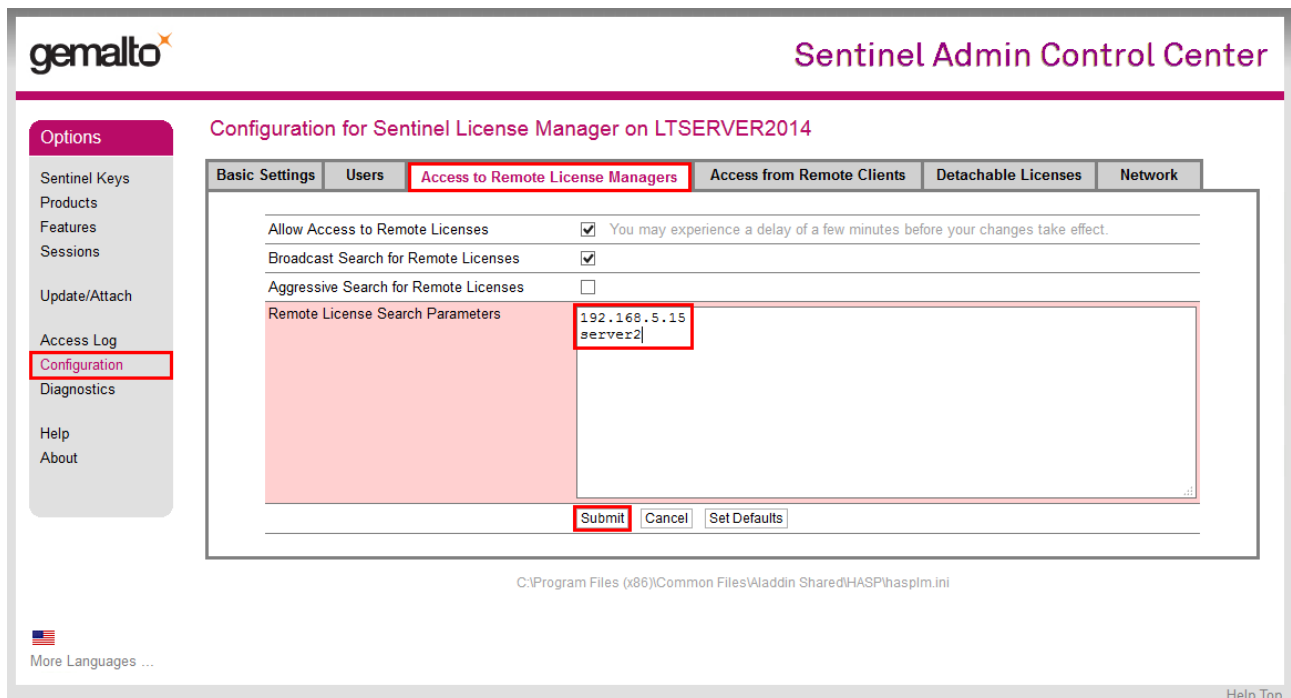 gemalto
Sentinel Admin Control Center
Options
Sentinel Keys
Products
Features
Sessions
Update/Attach
Access Log
Configuration
Diagnostics
Help
About
Configuration for Sentinel License Manager on LTSERVER2014
Basic Settings Users Access to Remote License Managers Access from Remote Clients Detachable Licenses Network
Allow Access to Remote Licenses You may experience a delay of a few minutes before your changes take effect.
Broadcast Search for Remote Licenses
Aggressive Search for Remote Licenses
Remote License Search Parameters
192.168.5.15
server2
Submit Cancel Set Defaults
C:\Program Files (x86)\Common Files\Aladdin Shared\HASP\hasplm.ini
More Languages ...
Help Top